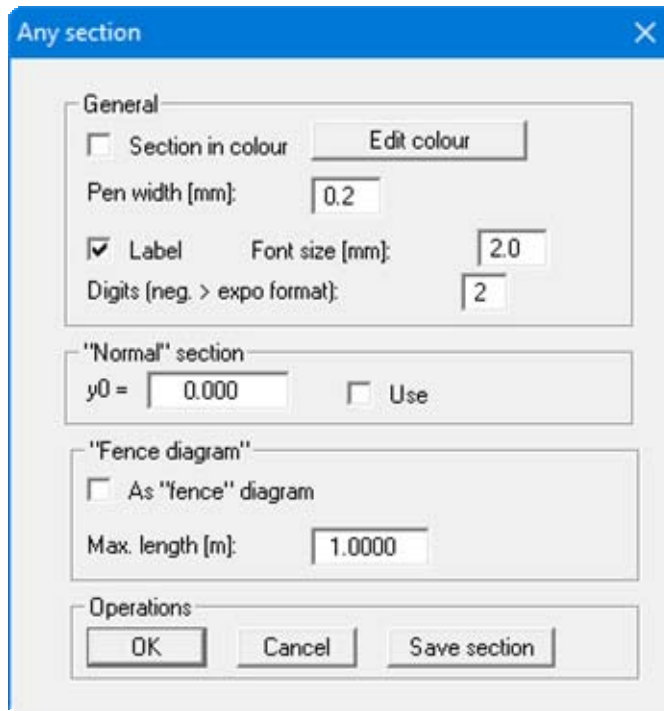 Any section
General
Section in colour Edit colour
Pen width [mm]: 0.2
Label Font size [mm]: 2.0
Digits (neg. > expo format): 2
"Normal" section
y0 = 0.000 Use
"Fence diagram"
As "fence" diagram
Max. length [m]: 1.0000
Operations
OK Cancel Save section